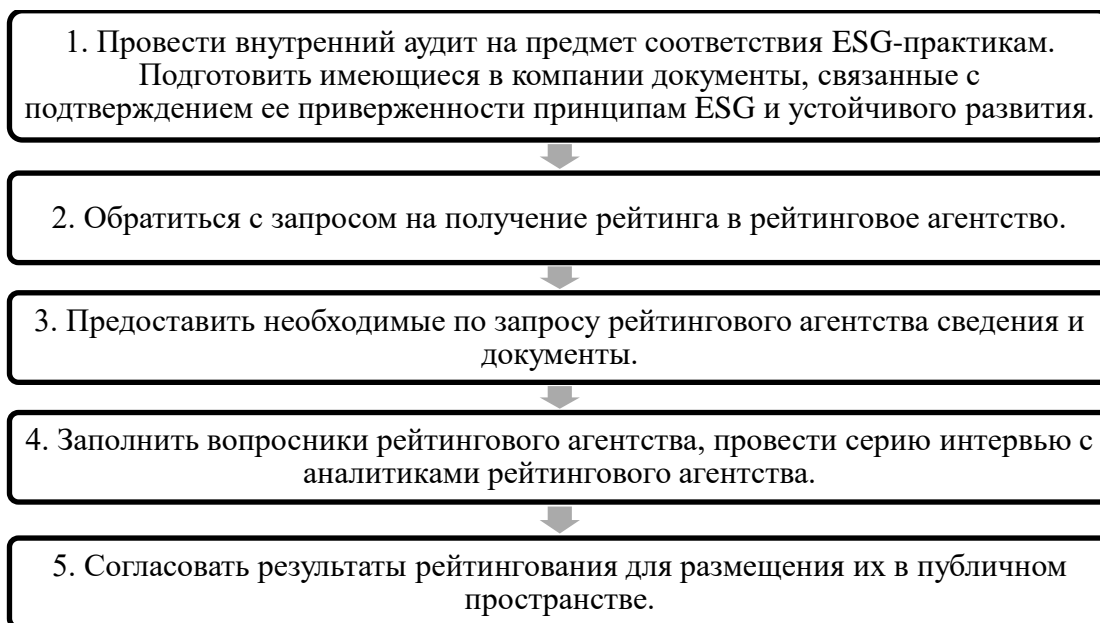 1. Провести внутренний аудит на предмет соответствия ESG-практикам.
Подготовить имеющиеся в компании документы, связанные с
подтверждением ее приверженности принципам ESG и устойчивого развития.
2. Обратиться с запросом на получение рейтинга в рейтинговое агентство.
3. Предоставить необходимые по запросу рейтингового агентства сведения и
документы.
4. Заполнить вопросники рейтингового агентства, провести серию интервью с
аналитиками рейтингового агентства.
5. Согласовать результаты рейтингования для размещения их в публичном
пространстве.